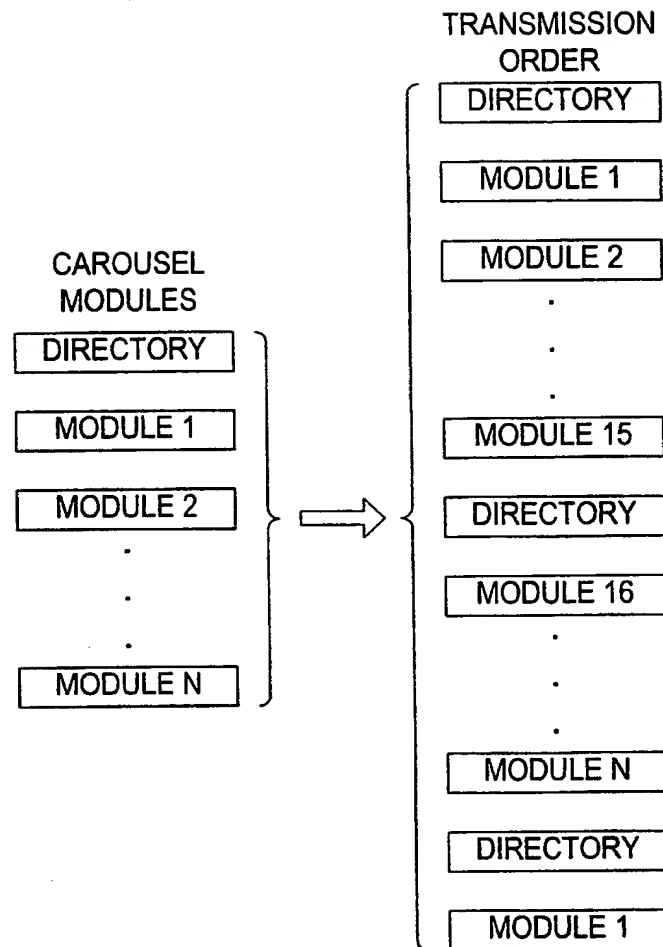 CAROUSEL
MODULES
DIRECTORY
MODULE 1
MODULE 2
MODULE N
TRANSMISSION
ORDER
DIRECTORY
MODULE 1
MODULE 2
MODULE 15
DIRECTORY
MODULE 16
MODULE N
DIRECTORY
MODULE 1